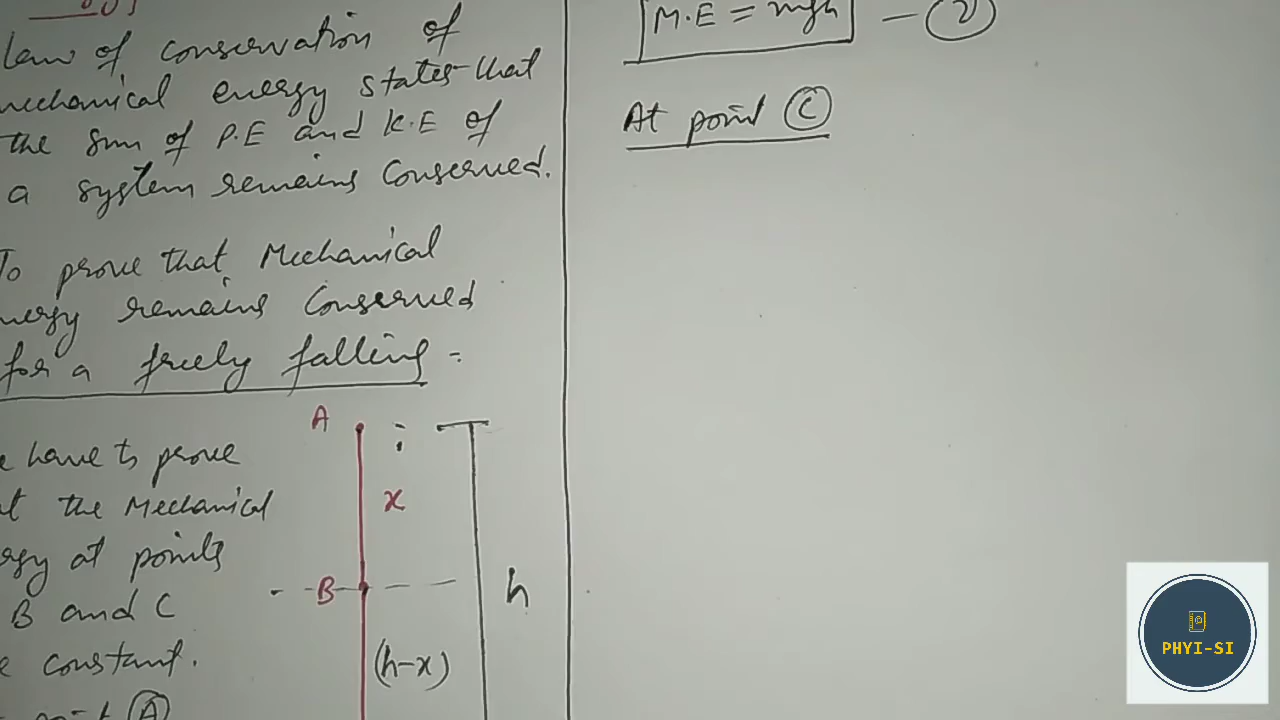 law of conservation of
mechanical energy states that
the sum of P.E and K.E of
a system remains Conserved.
To prove that Mechanical
energy remains Conserved
for a freely falling :-
have to prove
the Mechanical
at points
B and C
constant.
A
x
B
(h-x)
h
A
M.E = mgh — 2
At point C
PHYI-SI